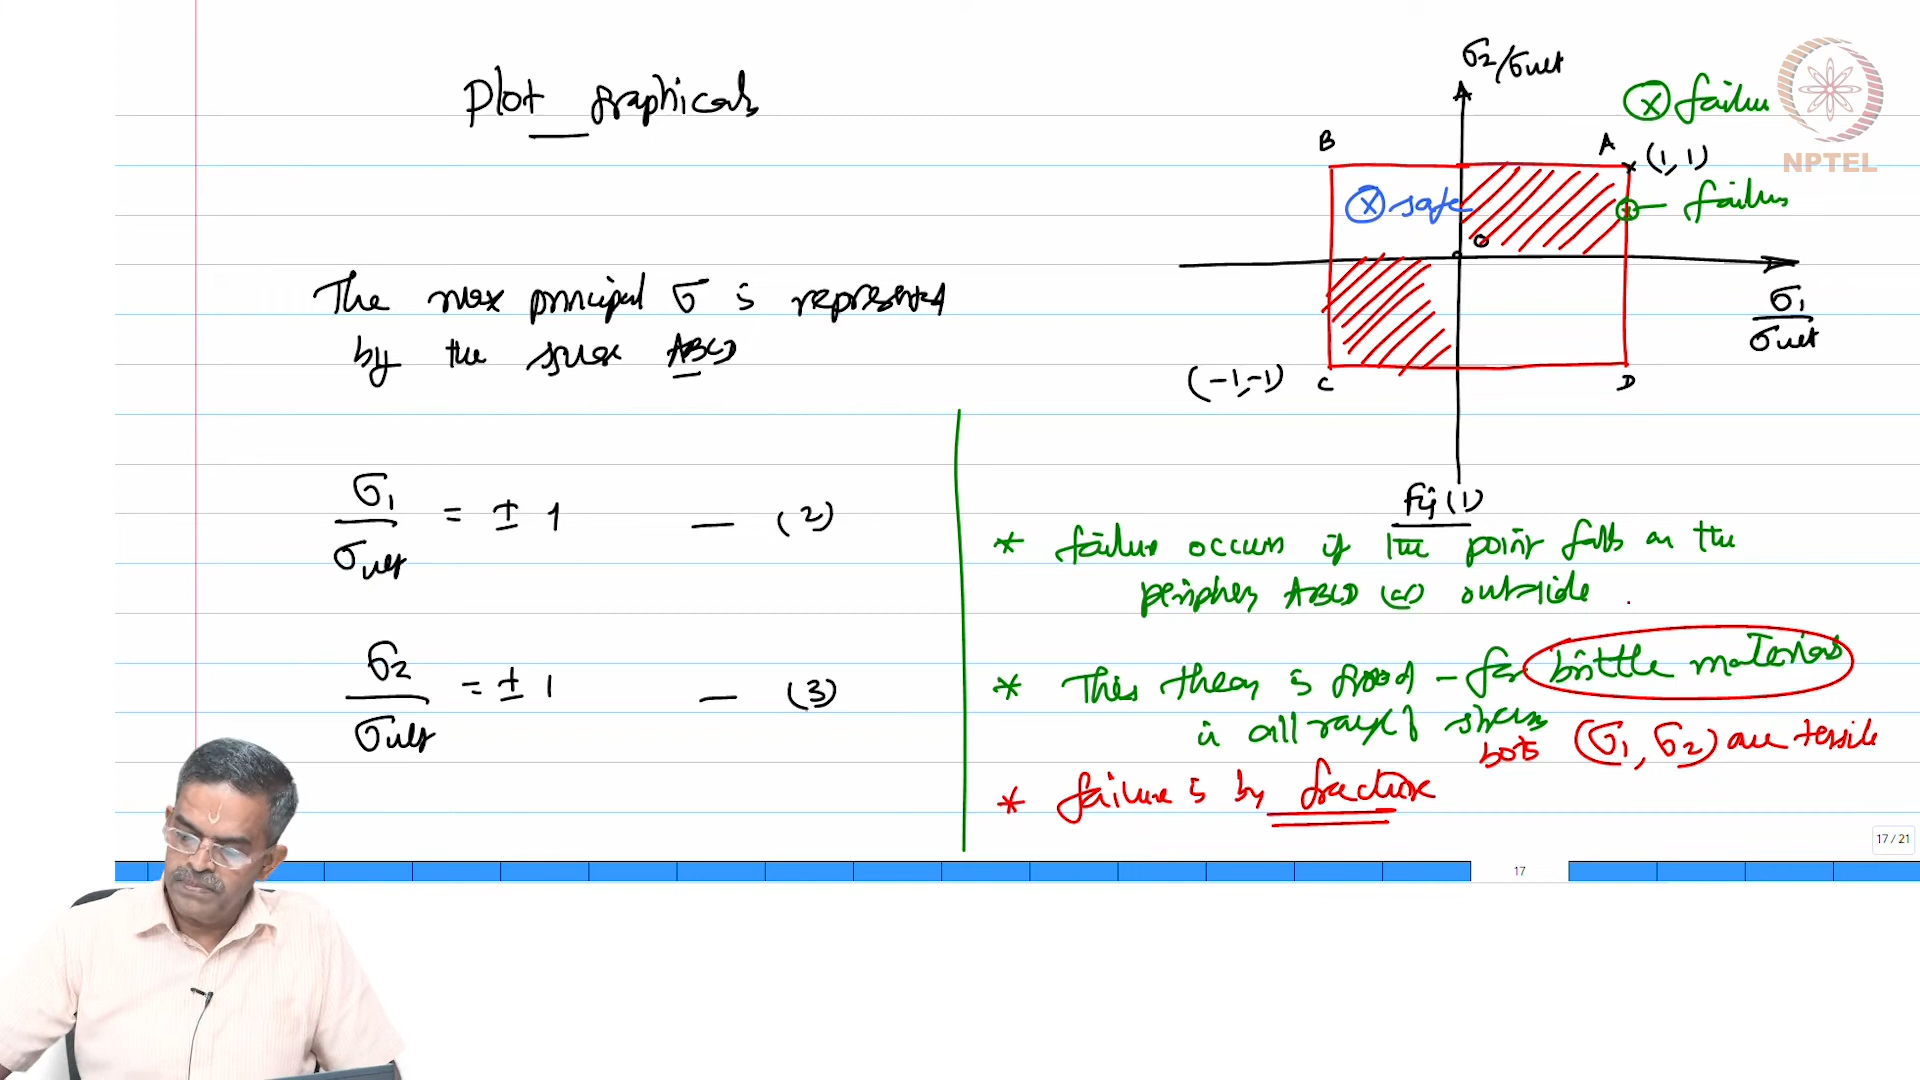 Plot graphicals
The max principal σ is represented
by the square ABCD
σ1/σult = ± 1 — (2)
σ2/σult = ± 1 — (3)
σ2/σult
ⓧ failure
NPTEL
B
A
(1,1)
ⓧ safe
failure
O
σ1/σult
(-1,-1)
C
D
Fig (1)
* failure occurs if the point falls on the
periphery ABCD (or) outside.
* This theory is good - for brittle materials
in all range of stress
both (σ1, σ2) are tensile
* failure is by fracture
17/21
17